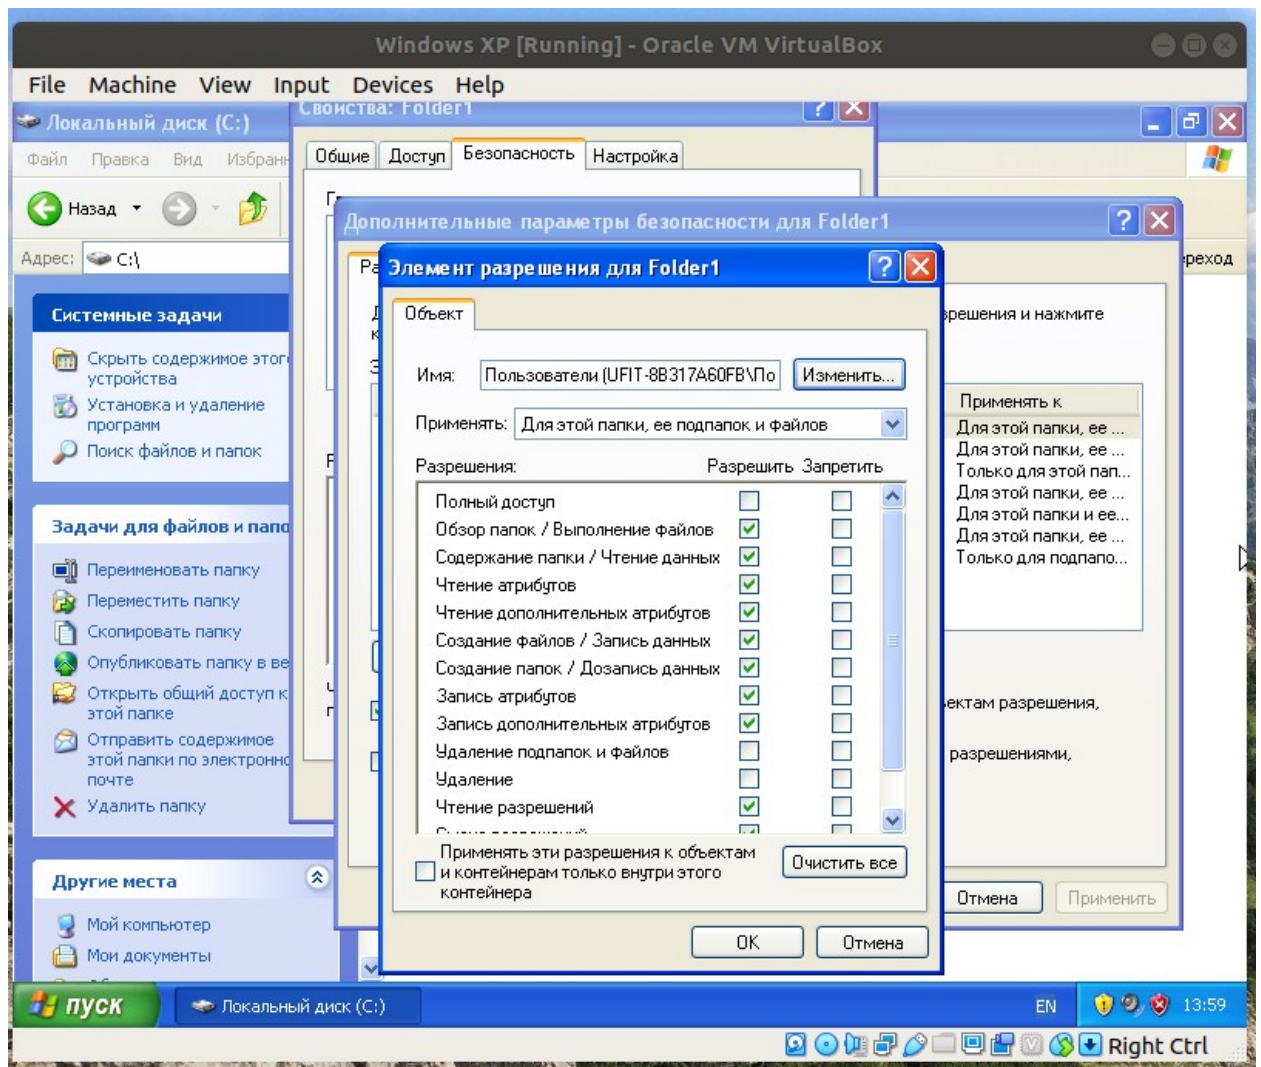 Windows XP [Running] - Oracle VM VirtualBox
File Machine View Input Devices Help
Свойства: Folder1
Локальный диск (C:)
Файл Правка Вид
Общие Доступ Безопасность Настройка
Назад
Дополнительные параметры безопасности для Folder1
Адрес: C:\
Элемент разрешения для Folder1
Объект
Системные задачи
Скрыть содержимое этого
устройства
Установка и удаление
программ
Поиск файлов и папок
Имя: Пользователи (UFIT-8B317A60FB\По Изменить...
Применять: Для этой папки, ее подпапок и файлов
Разрешения: Разрешить Запретить
Полный доступ
Обзор папок / Выполнение файлов
Содержание папки / Чтение данных
Чтение атрибутов
Чтение дополнительных атрибутов
Создание файлов / Запись данных
Создание папок / Дозапись данных
Запись атрибутов
Запись дополнительных атрибутов
Удаление подпапок и файлов
Удаление
Чтение разрешений
Применять эти разрешения к объектам
и контейнерам только внутри этого
контейнера
Очистить все
OK Отмена
и нажмите
Применять к
Для этой папки, ее ...
Для этой папки, ее ...
Только для этой пап...
Для этой папки, ее ...
Для этой папки и ее...
Для этой папки, ее ...
Только для подпапо...
разрешения,
разрешениями,
Отмена Применить
Задачи для файлов и папо
Переименовать папку
Переместить папку
Скопировать папку
Опубликовать папку в ве
Открыть общий доступ к
этой папке
Отправить содержимое
этой папки по электронно
почте
Удалить папку
Другие места
Мой компьютер
Мои документы
пуск Локальный диск (C:) EN 13:59
Right Ctrl